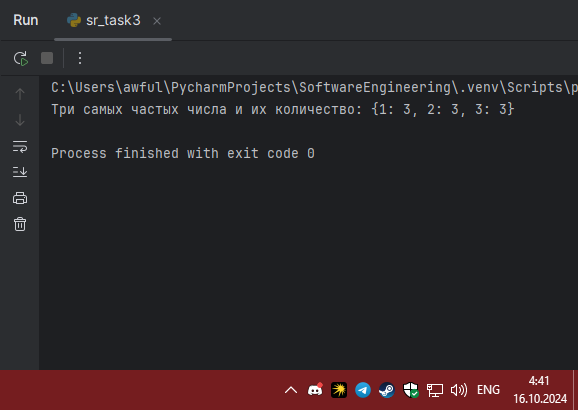 Run
sr_task3
C:\Users\awful\PycharmProjects\SoftwareEngineering\.venv\Scripts\p
Три самых частых числа и их количество: {1: 3, 2: 3, 3: 3}
Process finished with exit code 0
ENG
4:41
16.10.2024